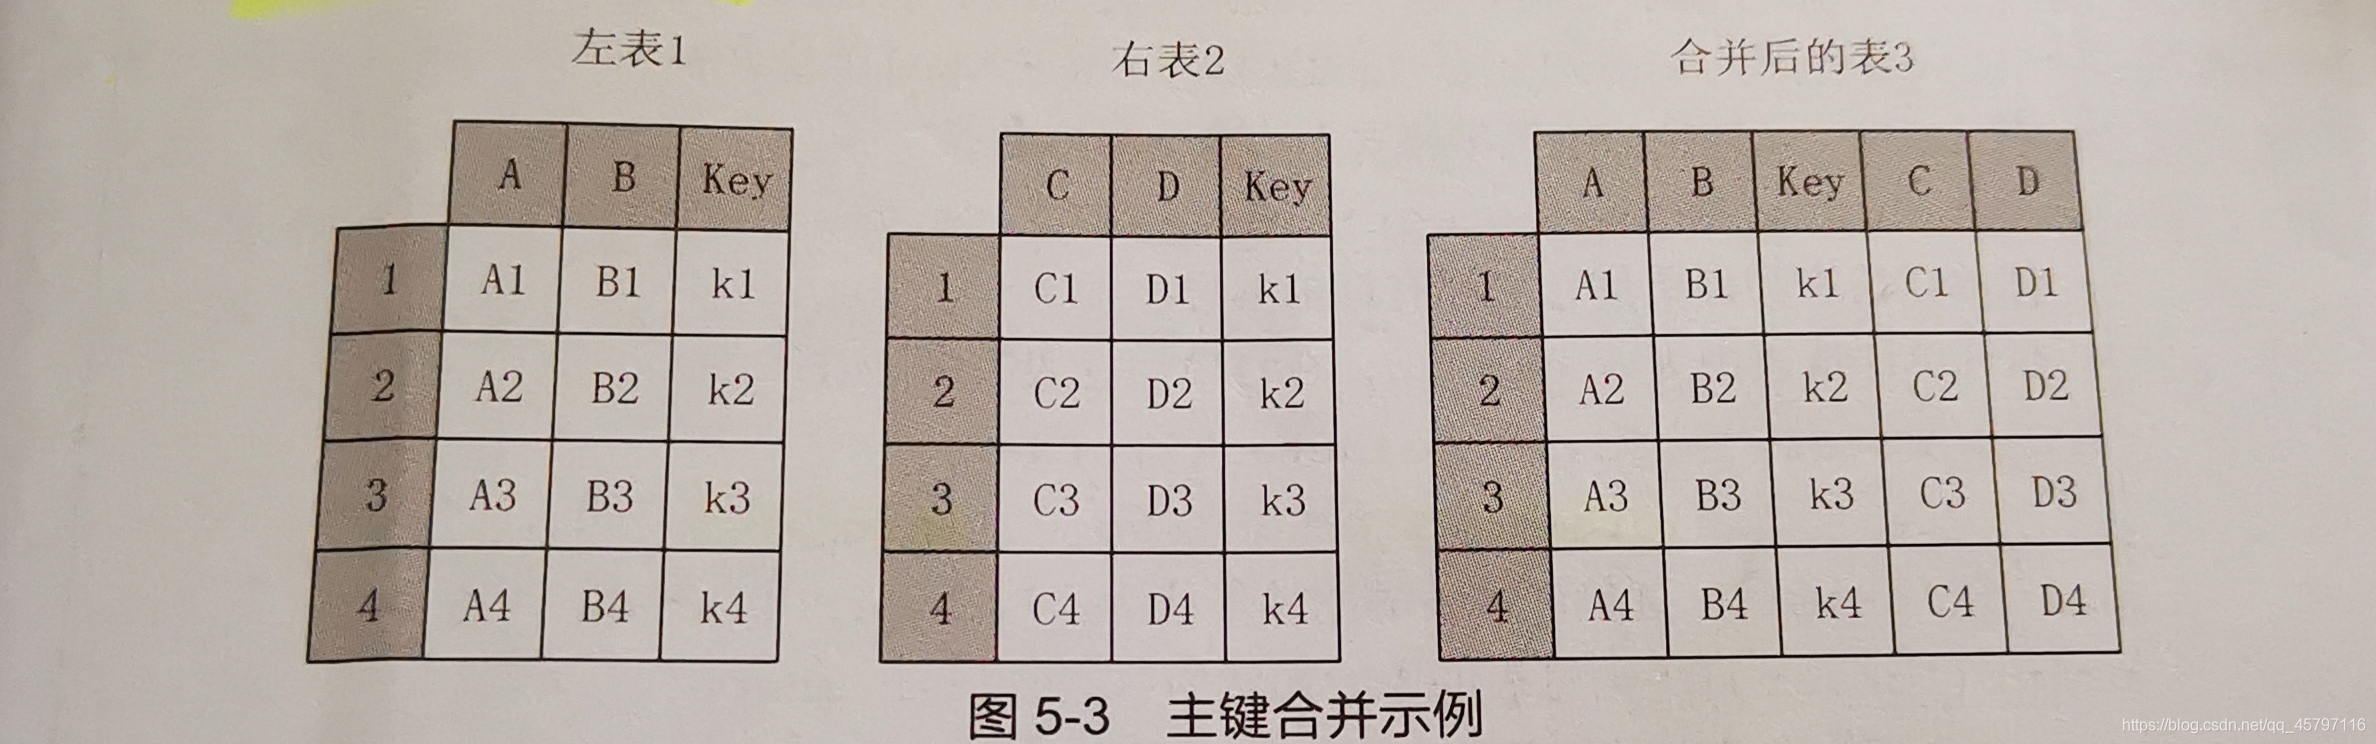 左表1
A B Key
1 A1 B1 k1
2 A2 B2 k2
3 A3 B3 k3
4 A4 B4 k4
右表2
C D Key
1 C1 D1 k1
2 C2 D2 k2
3 C3 D3 k3
4 C4 D4 k4
合并后的表3
A B Key C D
1 A1 B1 k1 C1 D1
2 A2 B2 k2 C2 D2
3 A3 B3 k3 C3 D3
4 A4 B4 k4 C4 D4
图 5-3 主键合并示例
https://blog.csdn.net/qq_45797116